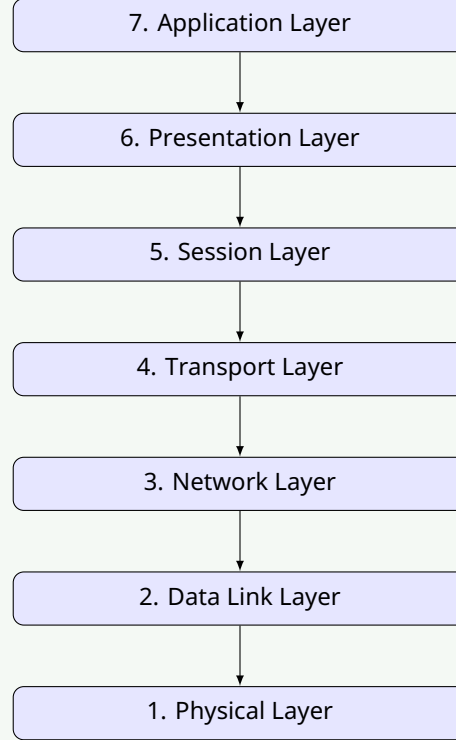 7. Application Layer
6. Presentation Layer
5. Session Layer
4. Transport Layer
3. Network Layer
2. Data Link Layer
1. Physical Layer